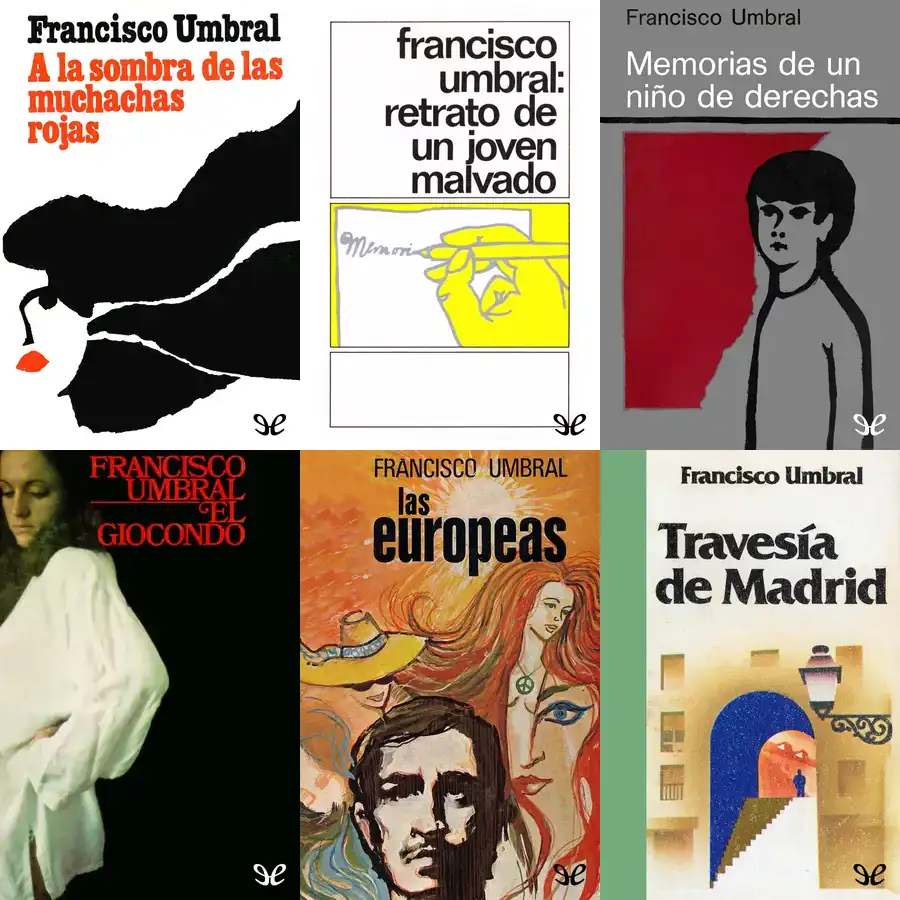 Francisco Umbral
A la sombra de las
muchachas
rojas
francisco
umbral:
retrato de
un joven
malvado
Memori
Francisco Umbral
Memorias de un
niño de derechas
FRANCISCO
UMBRAL
EL
GIOCONDO
FRANCISCO UMBRAL
las
europeas
Francisco Umbral
Travesía
de Madrid